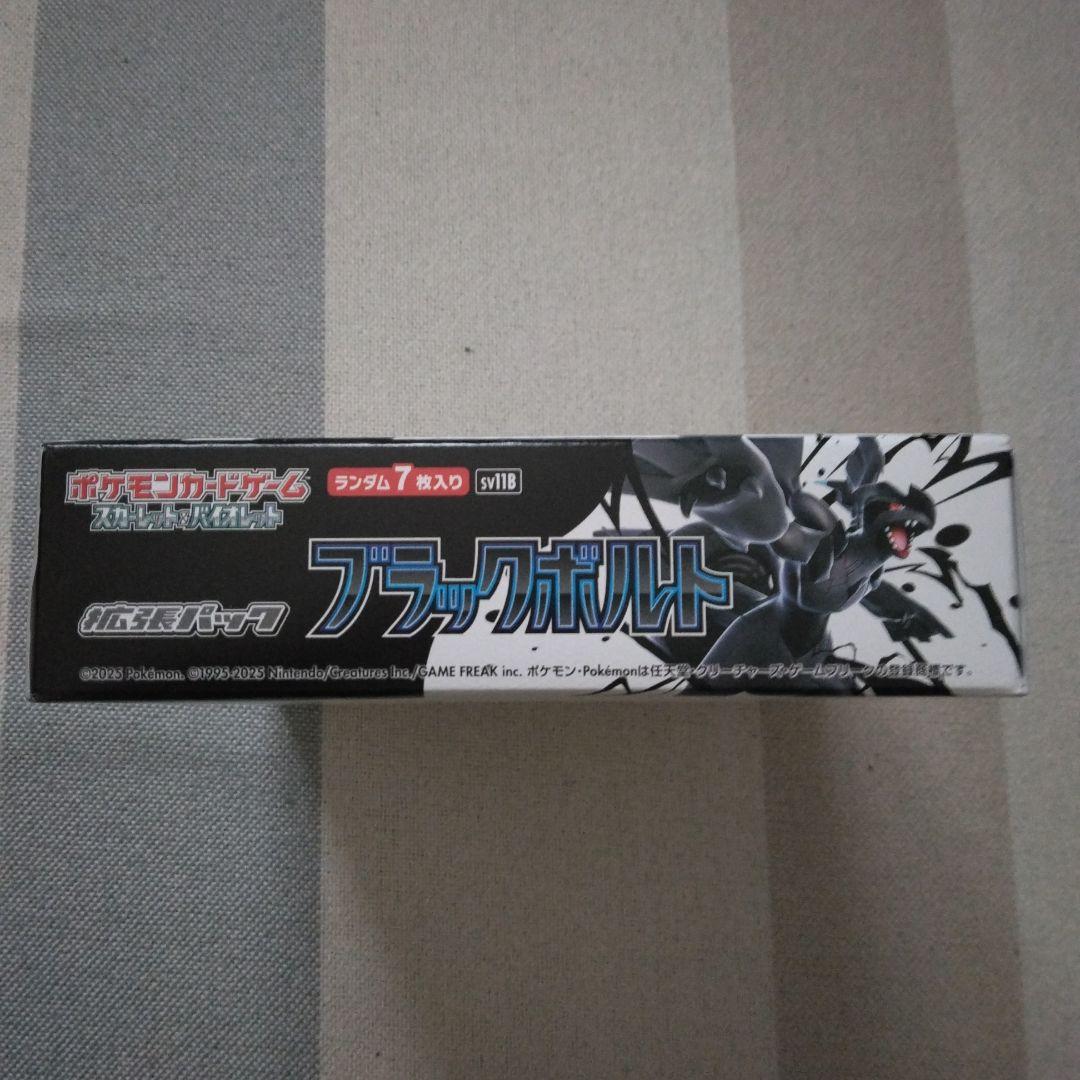 ポケモンカードゲーム
スカーレット&バイオレット
ランダム7枚入り
sv11B
拡張パック
ブラックボルト
©2025 Pokémon. ©1995-2025 Nintendo/Creatures Inc./GAME FREAK inc. ポケモン・Pokémonは任天堂・クリーチャーズ・ゲームフリークの登録商標です。